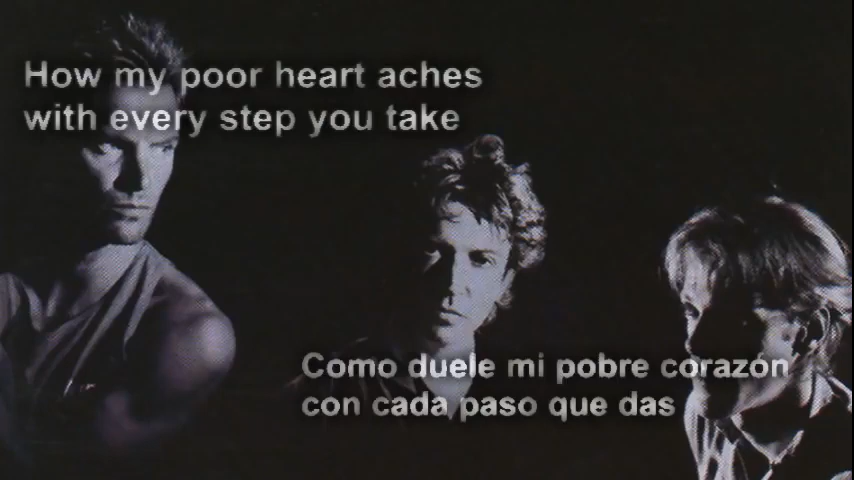 How my poor heart aches
with every step you take
Como duele mi pobre corazón
con cada paso que das